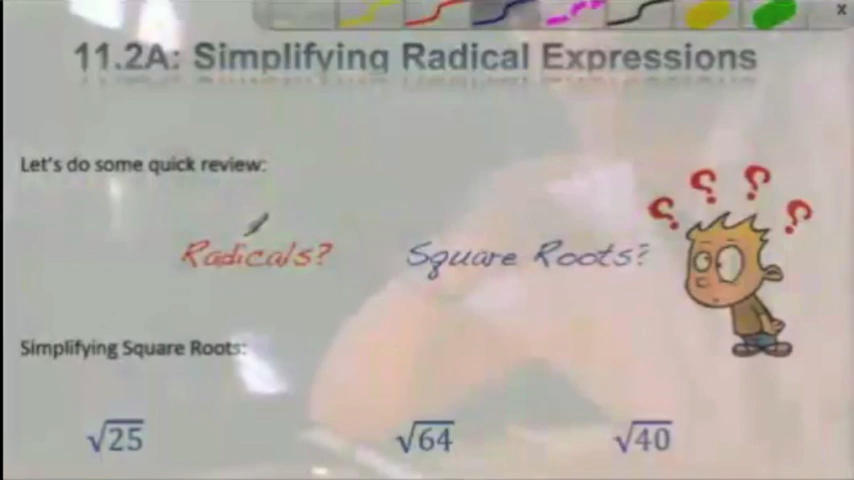 x
11.2A: Simplifying Radical Expressions
Let's do some quick review:
Radicals? Square Roots?
Simplifying Square Roots:
√25 √64 √40